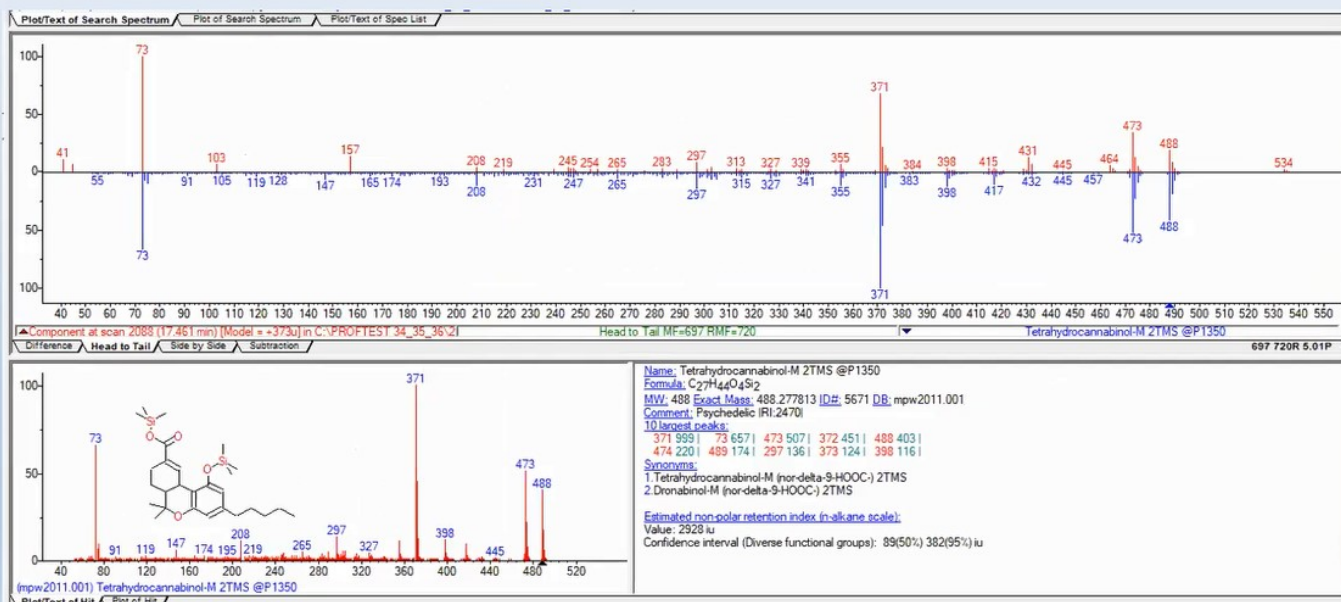 Plot/Text of Search Spectrum Plot of Search Spectrum Plot/Text of Spec List
100
50
0
50
100
73
371
473
488
41
103
157
208 219 245 254 265 283 297 313 327 339 355 384 398 415 431 445 464 534
55 91 105 119 128 147 165 174 193 208 231 247 265 297 315 327 341 355 383 398 417 432 445 457
73
371
473
488
40 50 60 70 80 90 100 110 120 130 140 150 160 170 180 190 200 210 220 230 240 250 260 270 280 290 300 310 320 330 340 350 360 370 380 390 400 410 420 430 440 450 460 470 480 490 500 510 520 530 540 550
Component at scan 2088 (17.461 min) [Model = +373u] in C:\PROFTEST 34_35_36\2 Head to Tail MF=697 RMF=720 Tetrahydrocannabinol-M 2TMS @P1350
Difference Head to Tail Side by Side Subtraction 697 720R 5.01P
100
50
0
371
73
473
488
91 119 147 174 195 208 219 265 297 327 398 445
Si
O
O
Si
O
O
40 80 120 160 200 240 280 320 360 400 440 480 520
(mpw2011.001) Tetrahydrocannabinol-M 2TMS @P1350
Plot/Text of Hit Plot of Hit
Name: Tetrahydrocannabinol-M 2TMS @P1350
Formula: C27H44O4Si2
MW: 488 Exact Mass: 488.277813 ID#: 5671 DB: mpw2011.001
Comment: Psychedelic |RI:2470|
10 largest peaks:
371 999 | 73 657 | 473 507 | 372 451 | 488 403 |
474 220 | 489 174 | 297 136 | 373 124 | 398 116 |
Synonyms:
1.Tetrahydrocannabinol-M (nor-delta-9-HOOC-) 2TMS
2.Dronabinol-M (nor-delta-9-HOOC-) 2TMS
Estimated non-polar retention index (n-alkane scale):
Value: 2928 iu
Confidence interval (Diverse functional groups): 89(50%) 382(95%) iu